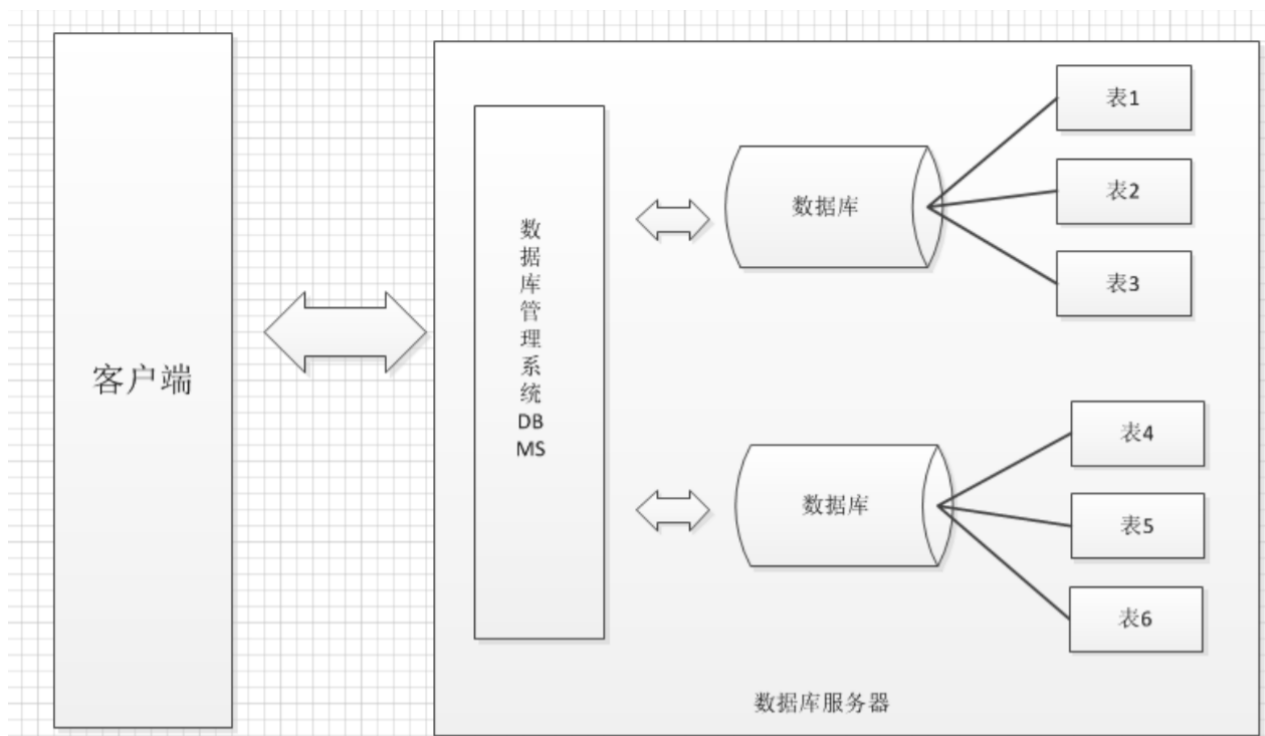 客户端
数
据
库
管
理
系
统
DB
MS
数据库
表1
表2
表3
数据库
表4
表5
表6
数据库服务器